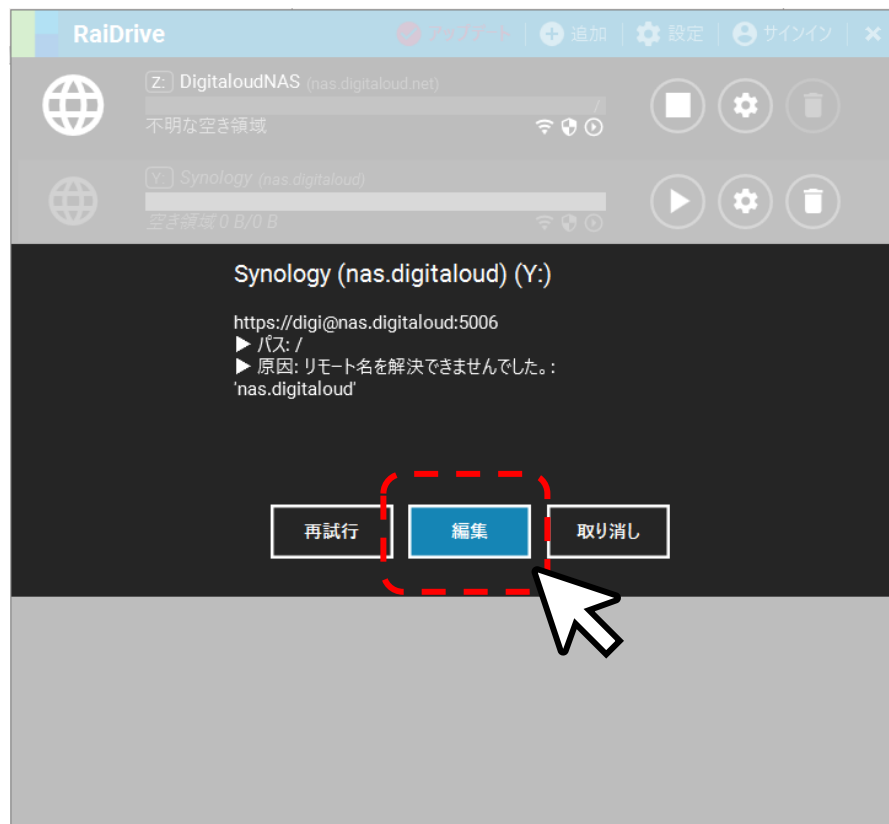 RaiDrive
アップデート
追加
設定
サインイン
Z: DigitaloudNAS (nas.digitaloud.net)
/
不明な空き領域
Y: Synology (nas.digitaloud)
空き領域 0 B/0 B
Synology (nas.digitaloud) (Y:)
https://digi@nas.digitaloud:5006
▶ パス: /
▶ 原因: リモート名を解決できませんでした。:
'nas.digitaloud'
再試行
編集
取り消し